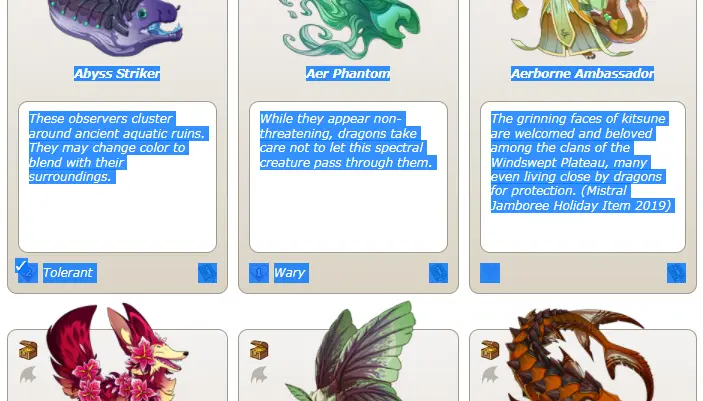 Abyss Striker
Aer Phantom
Aerborne Ambassador
These observers cluster
around ancient aquatic ruins.
They may change color to
blend with their
surroundings.
While they appear non-
threatening, dragons take
care not to let this spectral
creature pass through them.
The grinning faces of kitsune
are welcomed and beloved
among the clans of the
Windswept Plateau, many
even living close by dragons
for protection. (Mistral
Jamboree Holiday Item 2019)
Tolerant
Wary